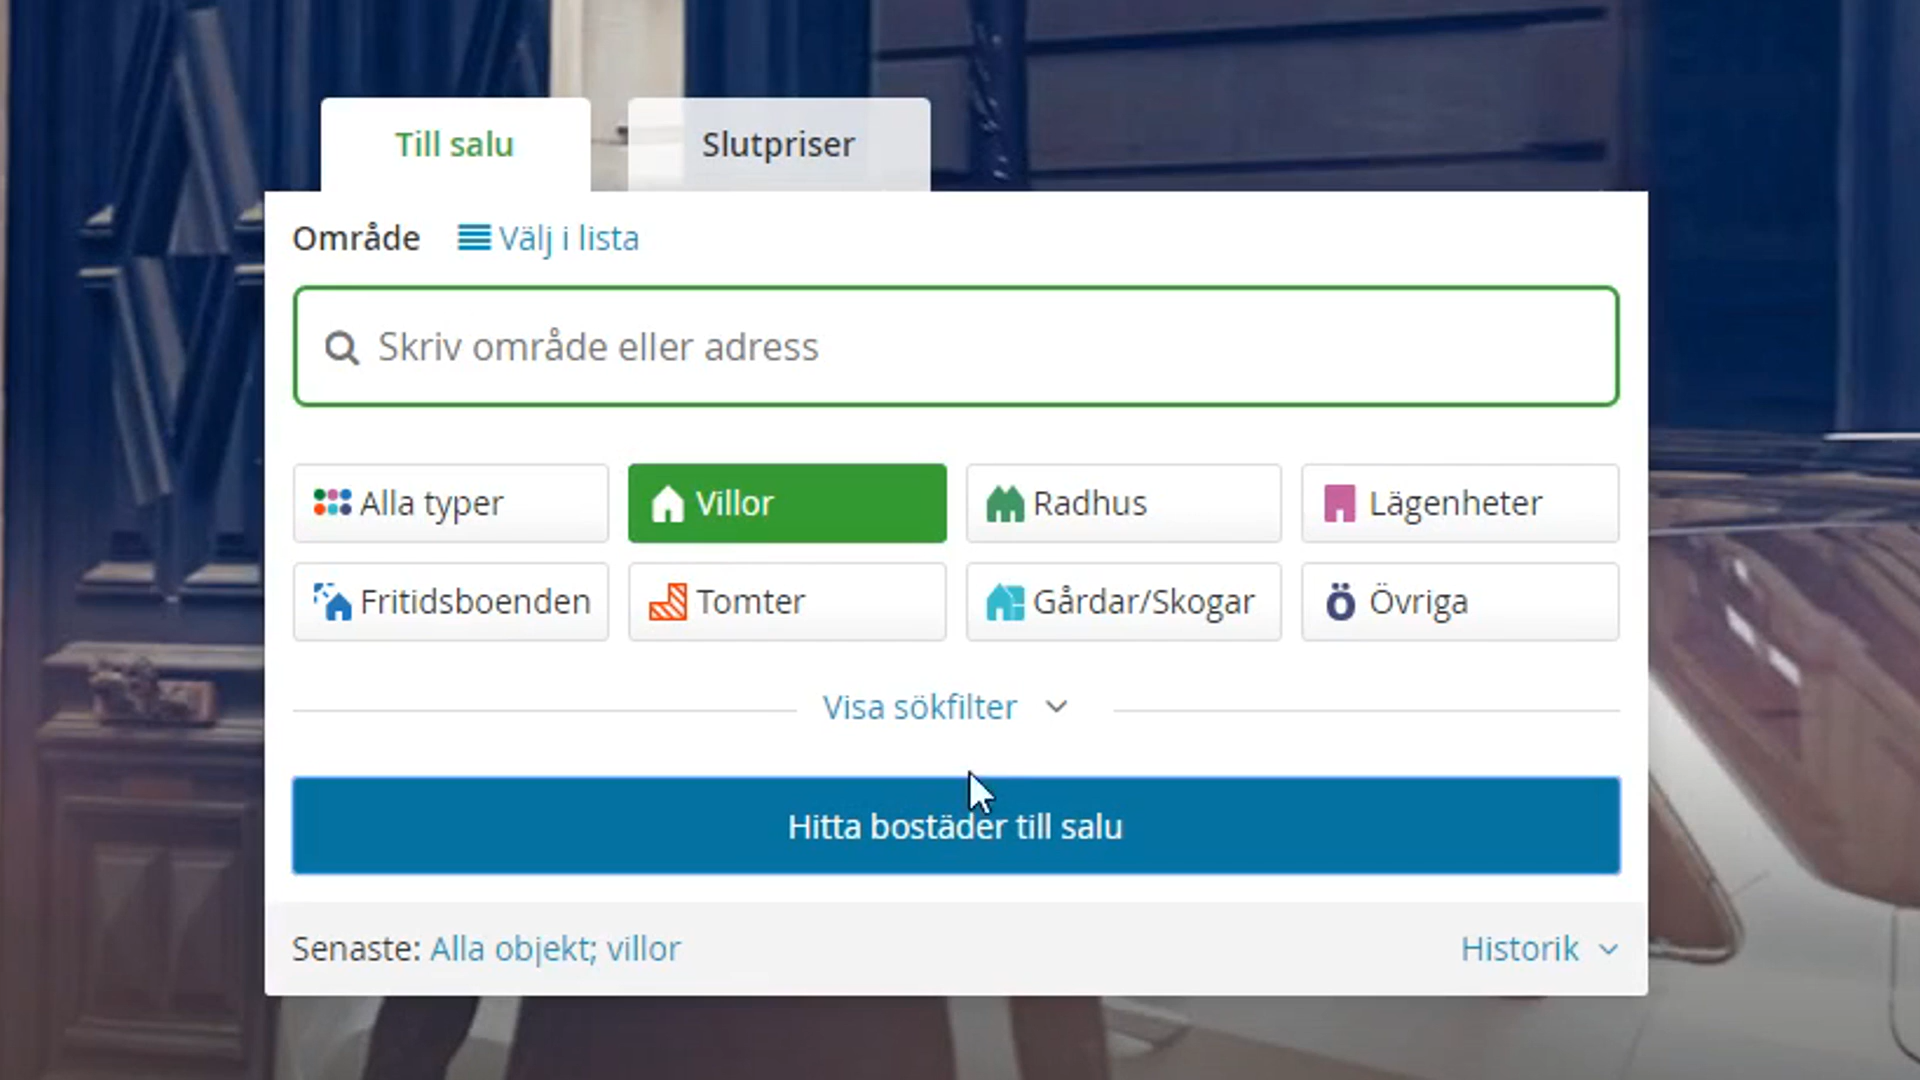 Till salu
Slutpriser
Område
Välj i lista
Skriv område eller adress
Alla typer
Villor
Radhus
Lägenheter
Fritidsboenden
Tomter
Gårdar/Skogar
Övriga
Visa sökfilter
Hitta bostäder till salu
Senaste: Alla objekt; villor
Historik